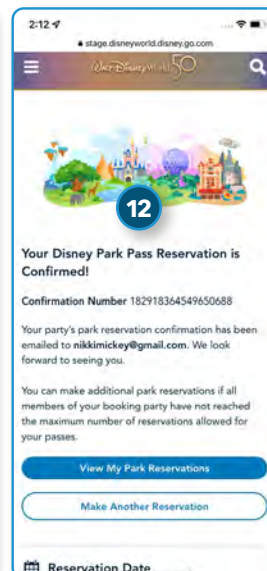 2:12
stage.disneyworld.disney.go.com
Walt Disney World 50
12
Your Disney Park Pass Reservation is
Confirmed!
Confirmation Number 182918364549650688
Your party's park reservation confirmation has been
emailed to nikkimickey@gmail.com. We look
forward to seeing you.
You can make additional park reservations if all
members of your booking party have not reached
the maximum number of reservations allowed for
your passes.
View My Park Reservations
Make Another Reservation
Reservation Date